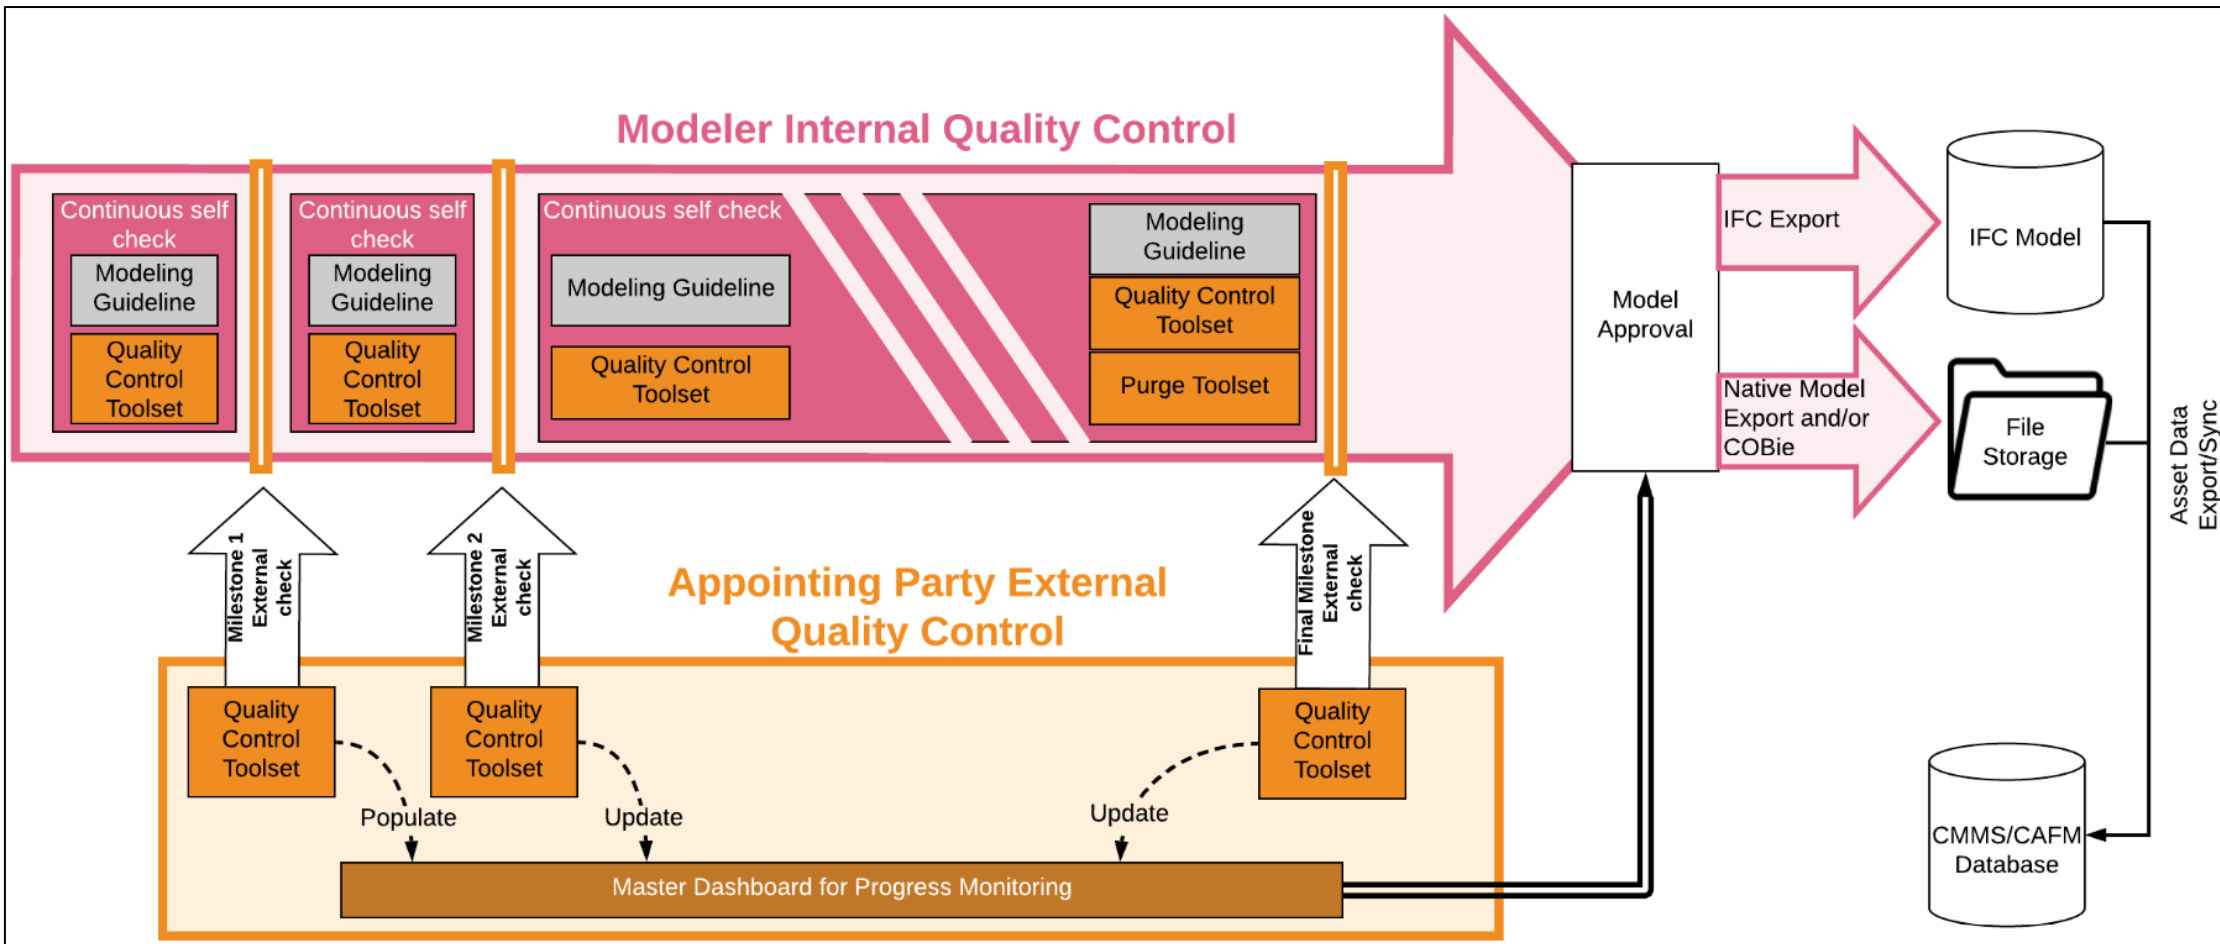 Modeler Internal Quality Control
Continuous self
check
Modeling
Guideline
Quality
Control
Toolset
Continuous self
check
Modeling
Guideline
Quality
Control
Toolset
Continuous self check
Modeling Guideline
Quality Control
Toolset
Modeling
Guideline
Quality Control
Toolset
Purge Toolset
Model
Approval
IFC Export
IFC Model
Native Model
Export and/or
COBie
File
Storage
Asset Data
Export/Sync
CMMS/CAFM
Database
Milestone 1
External
check
Milestone 2
External
check
Final Milestone
External
check
Appointing Party External
Quality Control
Quality
Control
Toolset
Quality
Control
Toolset
Quality
Control
Toolset
Populate
Update
Update
Master Dashboard for Progress Monitoring